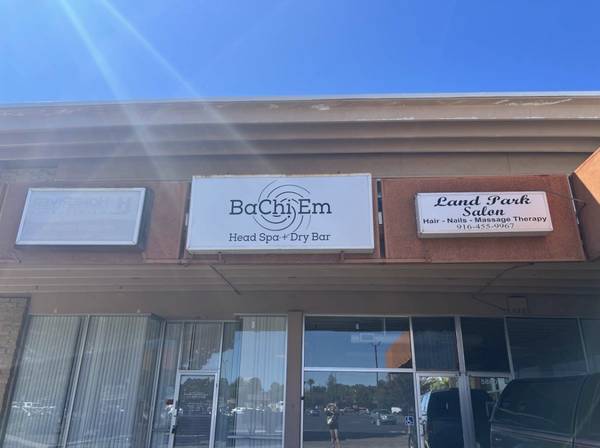 BaChi Em
Head Spa + Dry Bar
Land Park
Salon
Hair - Nails - Massage Therapy
916-455-9967